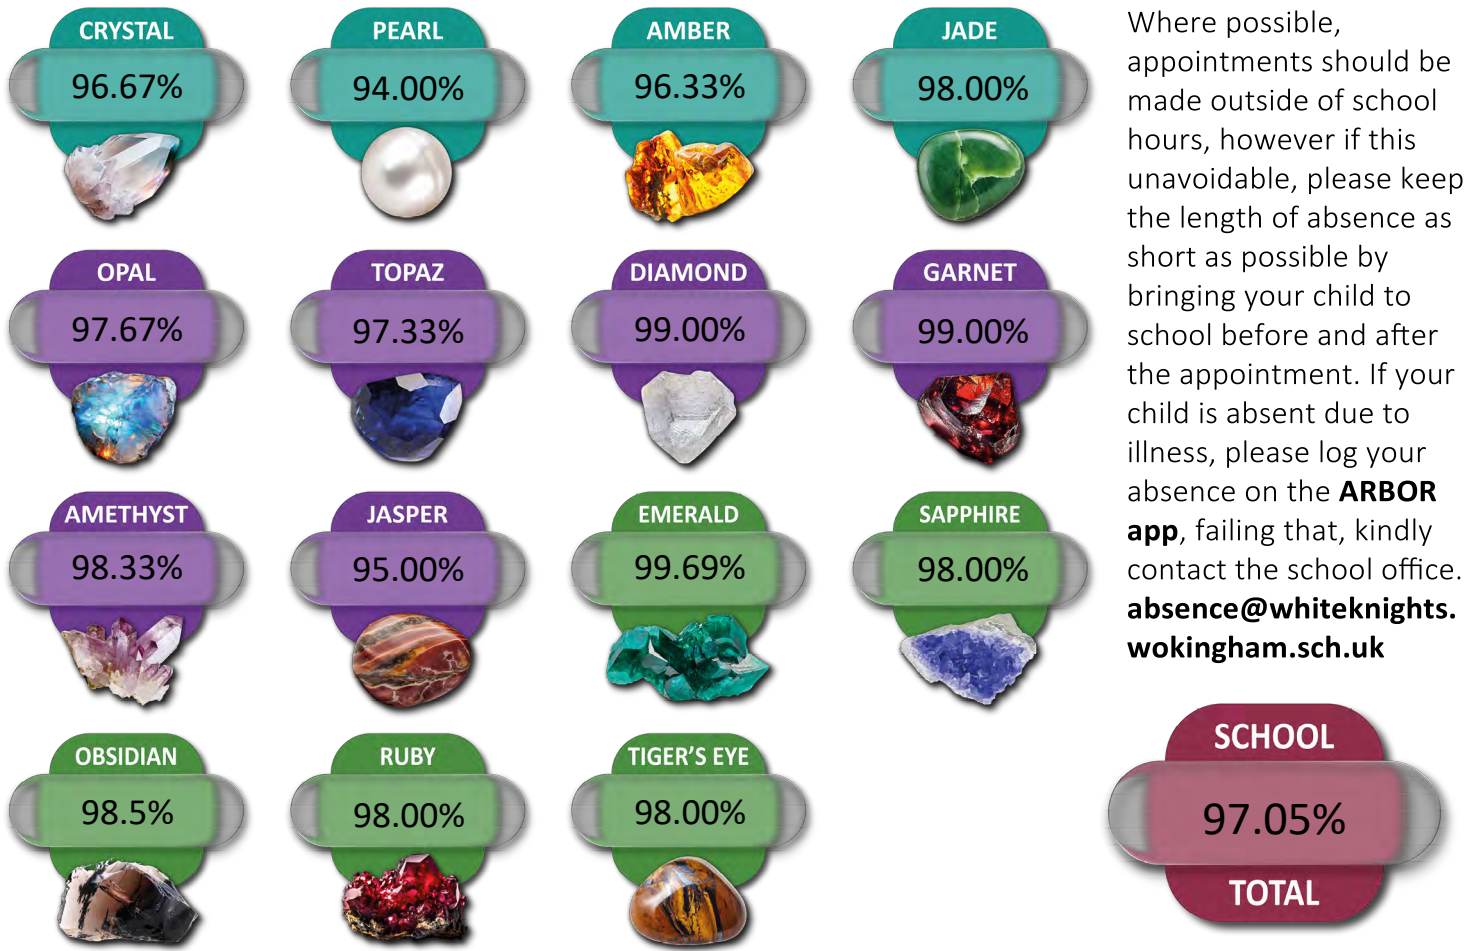 CRYSTAL
96.67%
PEARL
94.00%
AMBER
96.33%
JADE
98.00%
OPAL
97.67%
TOPAZ
97.33%
DIAMOND
99.00%
GARNET
99.00%
AMETHYST
98.33%
JASPER
95.00%
EMERALD
99.69%
SAPPHIRE
98.00%
OBSIDIAN
98.5%
RUBY
98.00%
TIGER'S EYE
98.00%
Where possible,
appointments should be
made outside of school
hours, however if this
unavoidable, please keep
the length of absence as
short as possible by
bringing your child to
school before and after
the appointment. If your
child is absent due to
illness, please log your
absence on the ARBOR
app, failing that, kindly
contact the school office.
absence@whiteknights.
wokingham.sch.uk
SCHOOL
97.05%
TOTAL